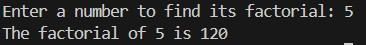 Enter a number to find its factorial: 5
The factorial of 5 is 120